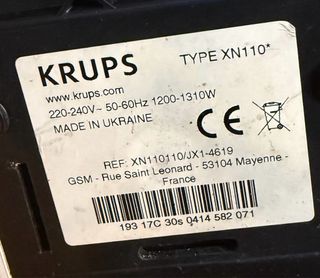 KRUPS TYPE XN110*
www.krups.com
220-240V~ 50-60Hz 1200-1310W
MADE IN UKRAINE
CE
REF: XN110110/JX1-4619
GSM - Rue Saint Leonard - 53104 Mayenne -
France
193 17C 30s 0414 582 071